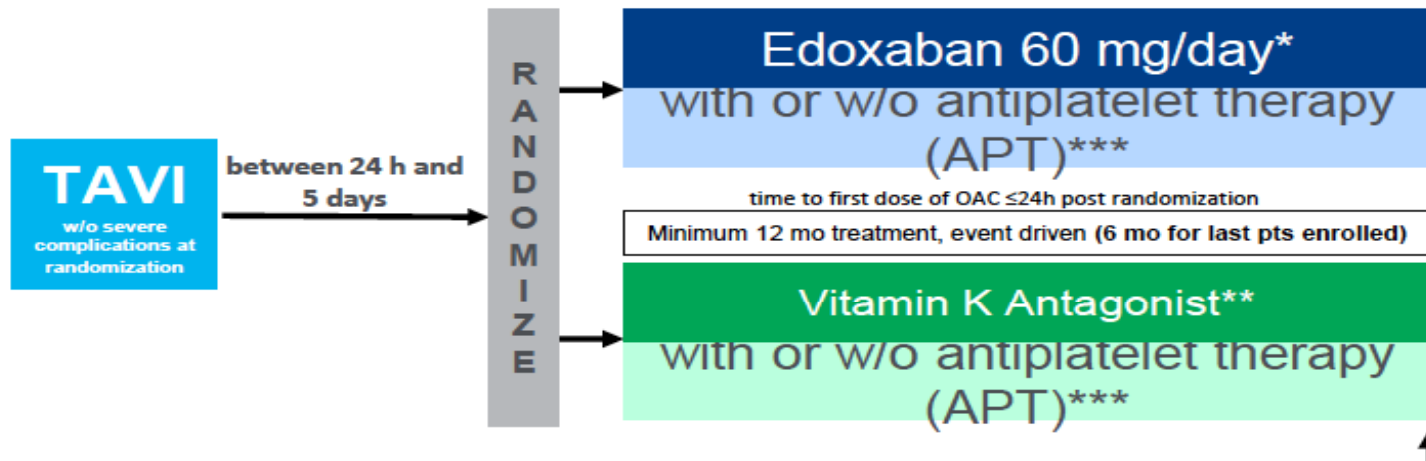 TAVI
w/o severe
complications at
randomization
between 24 h and
5 days
RANDOMIZE
Edoxaban 60 mg/day*
with or w/o antiplatelet therapy
(APT)***
time to first dose of OAC ≤24h post randomization
Minimum 12 mo treatment, event driven (6 mo for last pts enrolled)
Vitamin K Antagonist**
with or w/o antiplatelet therapy
(APT)***